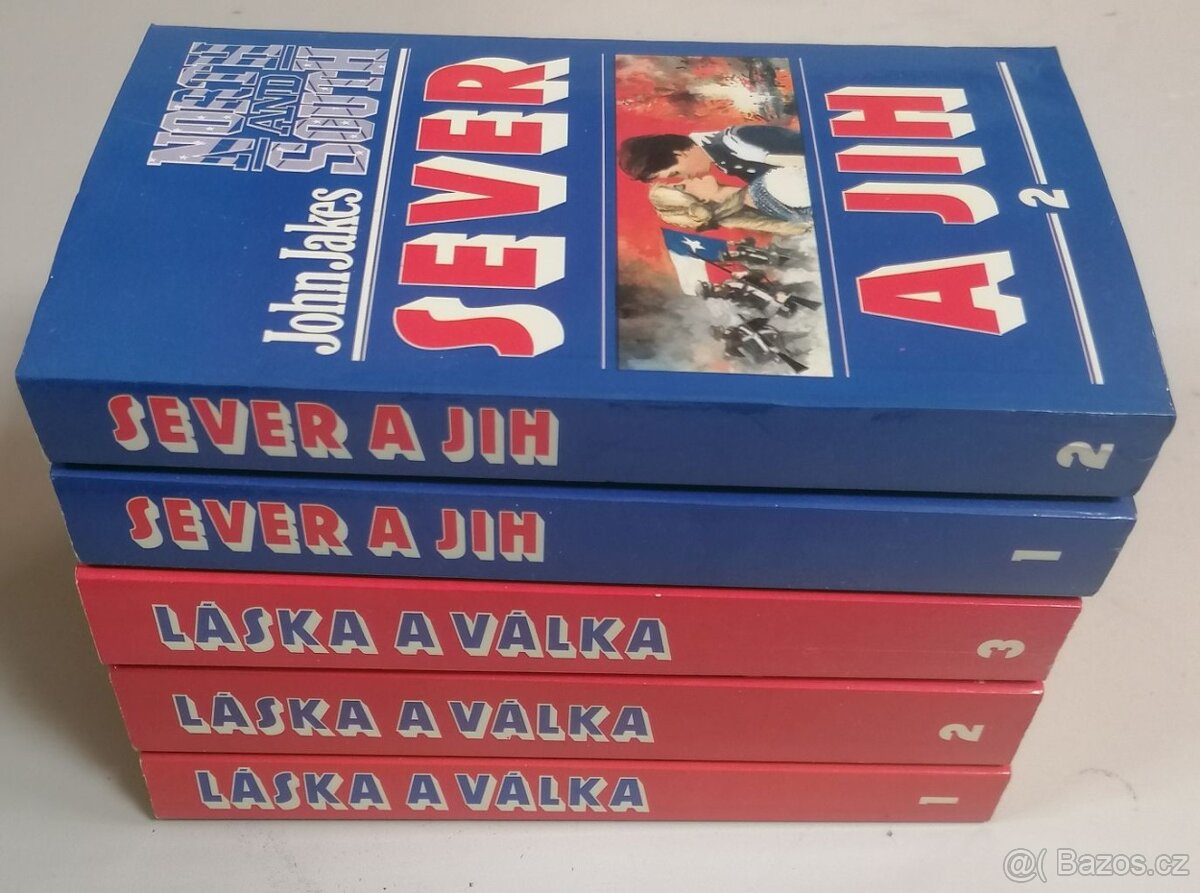 NORTH
AND
SOUTH
John Jakes
SEVER
A JIH
2
SEVER A JIH 2
SEVER A JIH 1
LÁSKA A VÁLKA 3
LÁSKA A VÁLKA 2
LÁSKA A VÁLKA 1
@( Bazos.cz